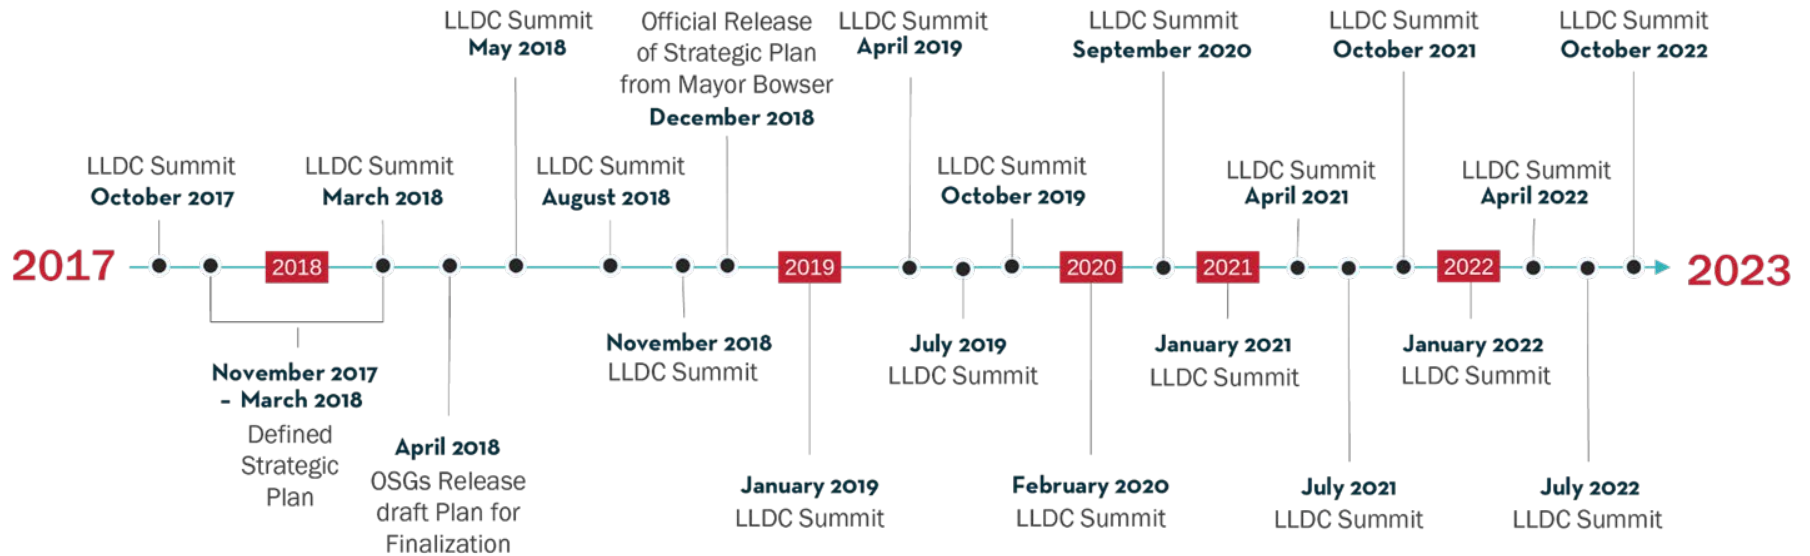 LLDC Summit
May 2018
Official Release
of Strategic Plan
from Mayor Bowser
December 2018
LLDC Summit
April 2019
LLDC Summit
September 2020
LLDC Summit
October 2021
LLDC Summit
October 2022
LLDC Summit
October 2017
LLDC Summit
March 2018
LLDC Summit
August 2018
LLDC Summit
October 2019
LLDC Summit
April 2021
LLDC Summit
April 2022
2017
2018
2019
2020
2021
2022
2023
November 2017
– March 2018
Defined
Strategic
Plan
April 2018
OSGs Release
draft Plan for
Finalization
November 2018
LLDC Summit
January 2019
LLDC Summit
July 2019
LLDC Summit
February 2020
LLDC Summit
January 2021
LLDC Summit
July 2021
LLDC Summit
January 2022
LLDC Summit
July 2022
LLDC Summit